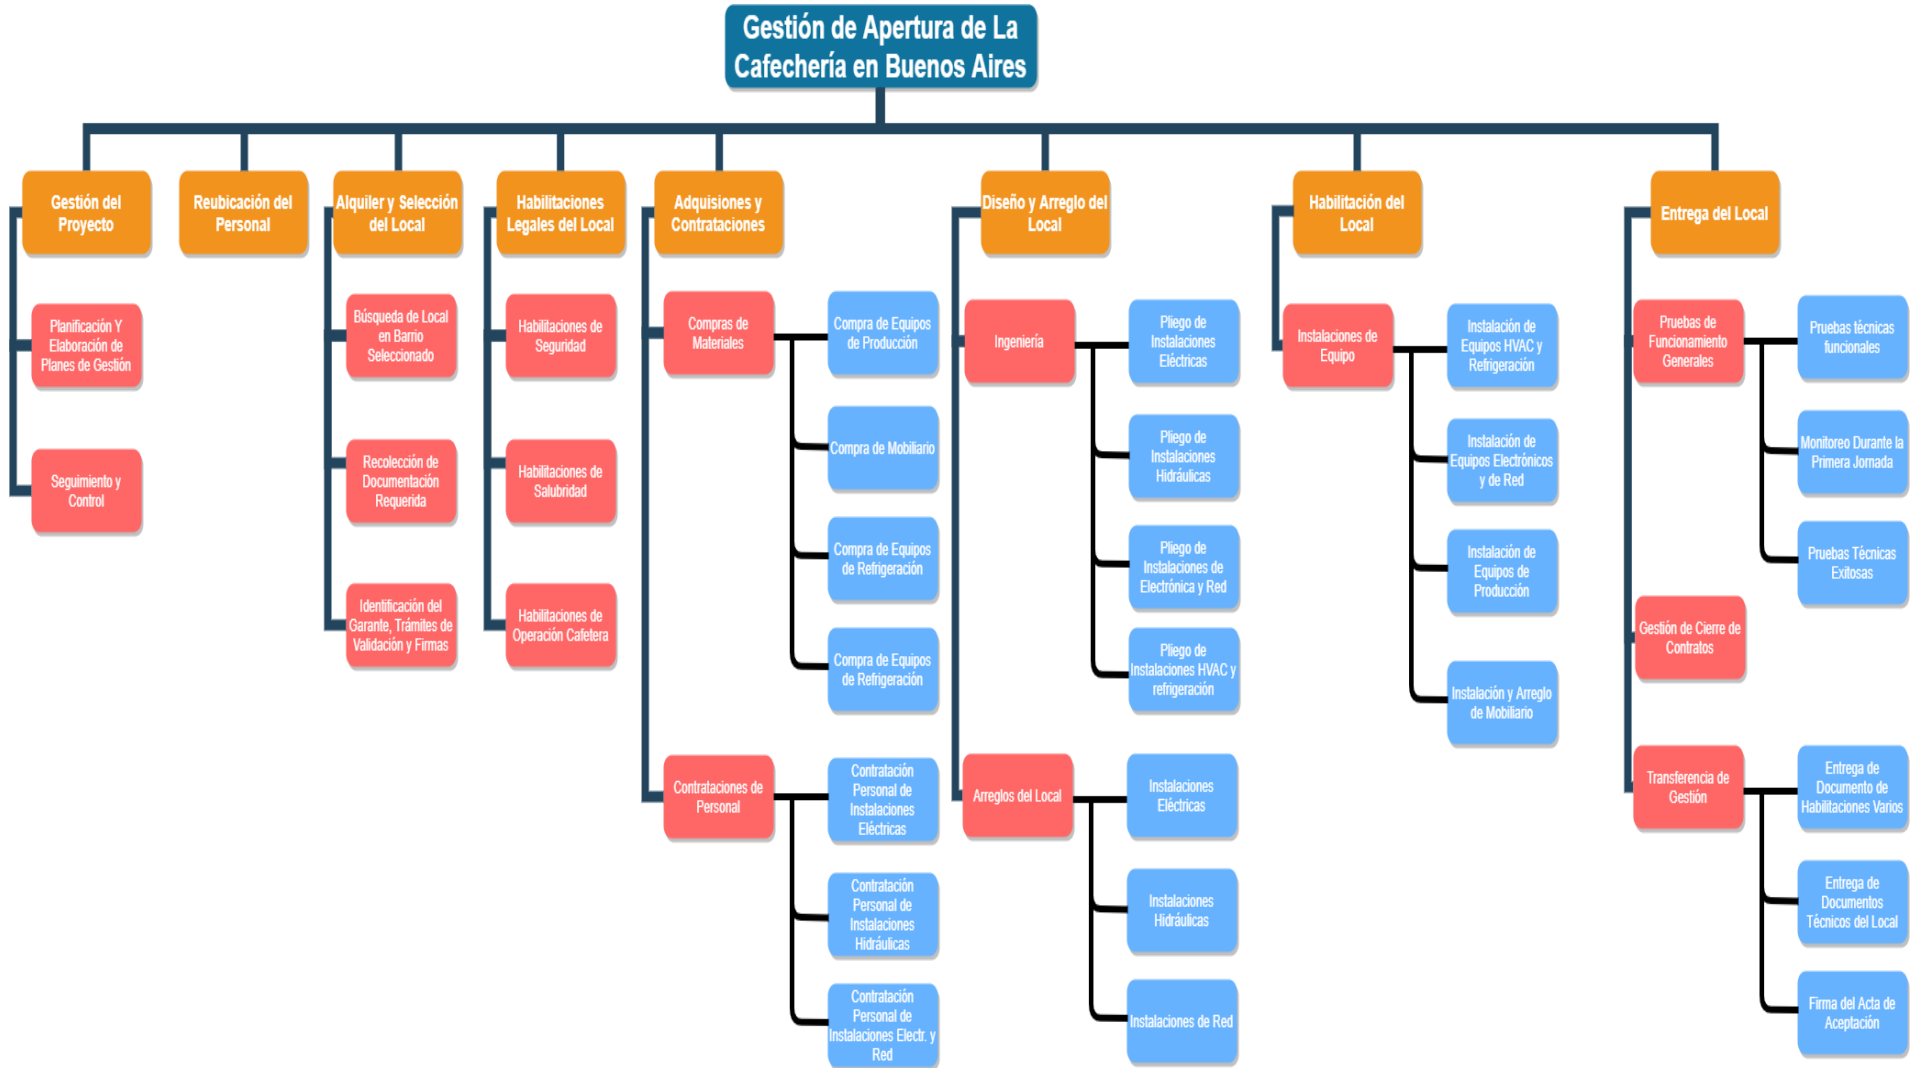 Gestión de Apertura de La
Cafechería en Buenos Aires
Gestión del
Proyecto
Planificación Y
Elaboración de
Planes de Gestión
Seguimiento y
Control
Reubicación del
Personal
Alquiler y Selección
del Local
Búsqueda de Local
en Barrio
Seleccionado
Recolección de
Documentación
Requerida
Identificación del
Garante, Trámites de
Validación y Firmas
Habilitaciones
Legales del Local
Habilitaciones de
Seguridad
Habilitaciones de
Salubridad
Habilitaciones de
Operación Cafetera
Adquisiones y
Contrataciones
Compras de
Materiales
Compra de Equipos
de Producción
Compra de Mobiliario
Compra de Equipos
de Refrigeración
Compra de Equipos
de Refrigeración
Contrataciones de
Personal
Contratación
Personal de
Instalaciones
Eléctricas
Contratación
Personal de
Instalaciones
Hidráulicas
Contratación
Personal de
Instalaciones Electr. y
Red
Diseño y Arreglo del
Local
Ingeniería
Pliego de
Instalaciones
Eléctricas
Pliego de
Instalaciones
Hidráulicas
Pliego de
Instalaciones de
Electrónica y Red
Pliego de
Instalaciones HVAC y
refrigeración
Arreglos del Local
Instalaciones
Eléctricas
Instalaciones
Hidráulicas
Instalaciones de Red
Habilitación del
Local
Instalaciones de
Equipo
Instalación de
Equipos HVAC y
Refrigeración
Instalación de
Equipos Electrónicos
y de Red
Instalación de
Equipos de
Producción
Instalación y Arreglo
de Mobiliario
Entrega del Local
Pruebas de
Funcionamiento
Generales
Pruebas técnicas
funcionales
Monitoreo Durante la
Primera Jornada
Pruebas Técnicas
Exitosas
Gestión de Cierre de
Contratos
Transferencia de
Gestión
Entrega de
Documento de
Habilitaciones Varios
Entrega de
Documentos
Técnicos del Local
Firma del Acta de
Aceptación